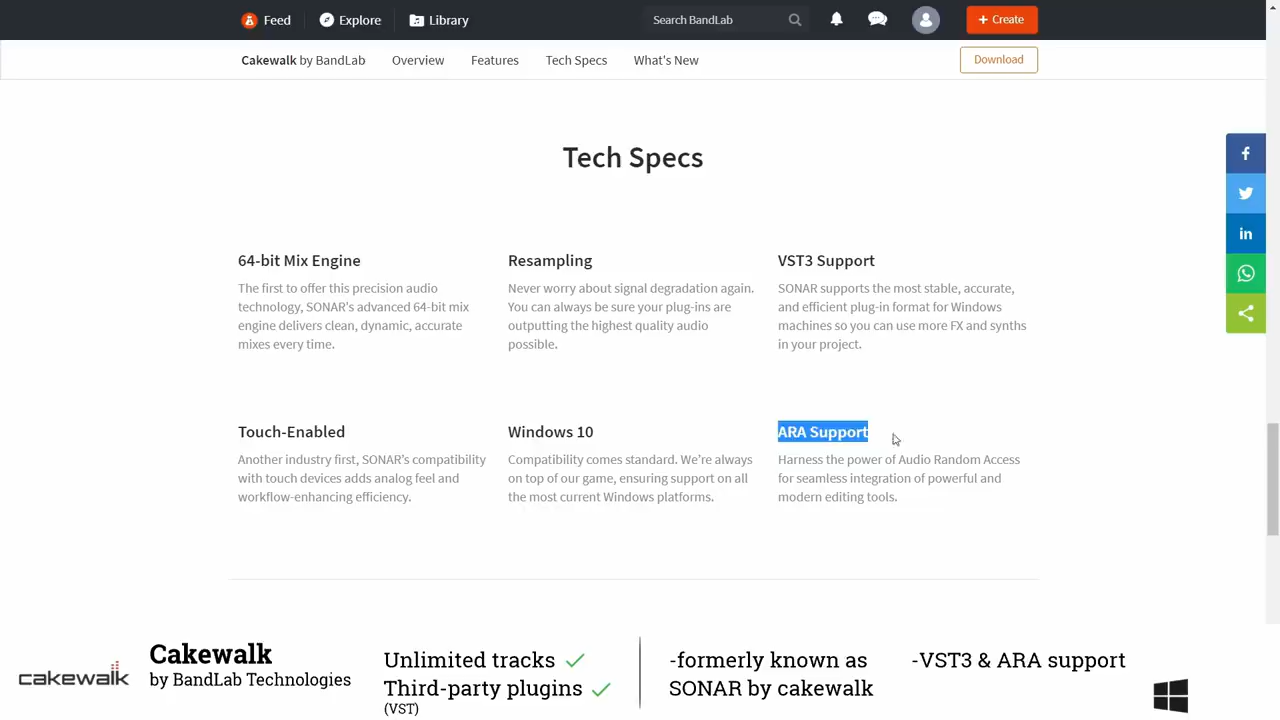 Feed
Explore
Library
Search BandLab
+ Create
Cakewalk by BandLab
Overview
Features
Tech Specs
What's New
Download
Tech Specs
64-bit Mix Engine
The first to offer this precision audio
technology, SONAR's advanced 64-bit mix
engine delivers clean, dynamic, accurate
mixes every time.
Resampling
Never worry about signal degradation again.
You can always be sure your plug-ins are
outputting the highest quality audio
possible.
VST3 Support
SONAR supports the most stable, accurate,
and efficient plug-in format for Windows
machines so you can use more FX and synths
in your project.
Touch-Enabled
Another industry first, SONAR's compatibility
with touch devices adds analog feel and
workflow-enhancing efficiency.
Windows 10
Compatibility comes standard. We're always
on top of our game, ensuring support on all
the most current Windows platforms.
ARA Support
Harness the power of Audio Random Access
for seamless integration of powerful and
modern editing tools.
cakewalk
Cakewalk
by BandLab Technologies
Unlimited tracks
Third-party plugins
(VST)
-formerly known as
SONAR by cakewalk
-VST3 & ARA support